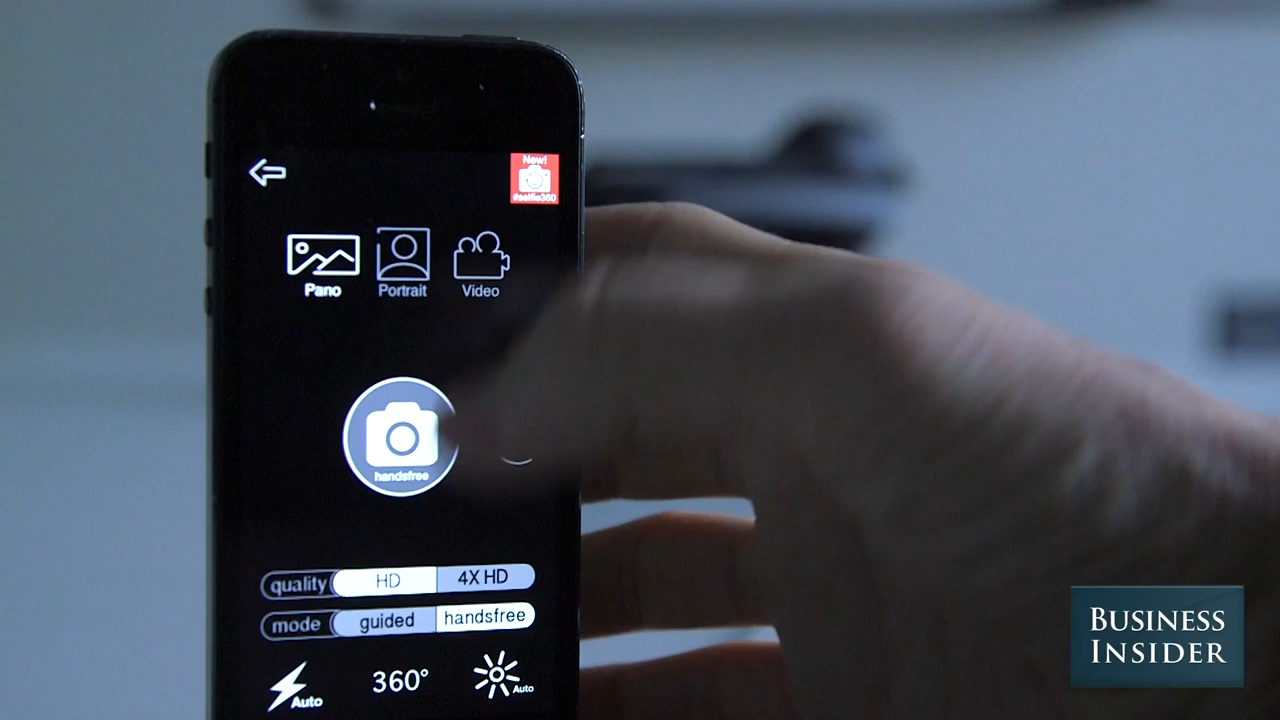 New!
#selfie360
Pano Portrait Video
handsfree
quality HD 4X HD
mode guided handsfree
Auto 360° Auto
BUSINESS
INSIDER